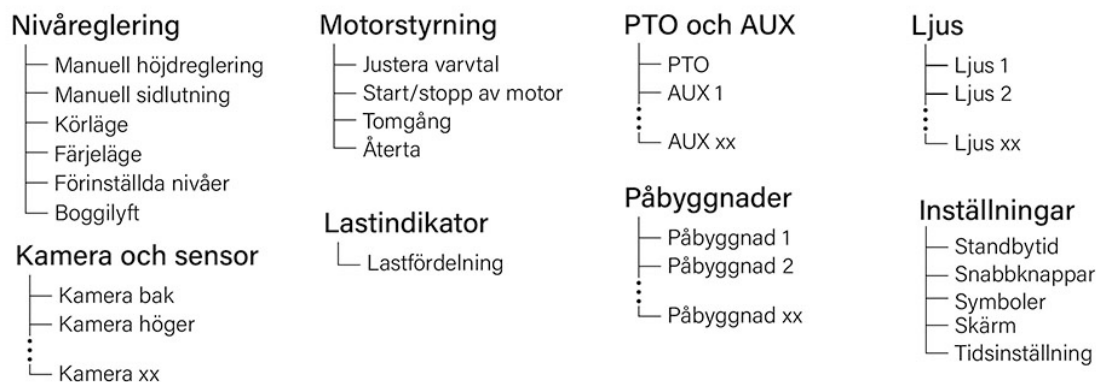 Nivåreglering
Manuell höjdreglering
Manuell sidlutning
Körläge
Färjeläge
Förinställda nivåer
Boggilyft
Kamera och sensor
Kamera bak
Kamera höger
Kamera xx
Motorstyrning
Justera varvtal
Start/stopp av motor
Tomgång
Återta
Lastindikator
Lastfördelning
PTO och AUX
PTO
AUX 1
AUX xx
Påbyggnader
Påbyggnad 1
Påbyggnad 2
Påbyggnad xx
Ljus
Ljus 1
Ljus 2
Ljus xx
Inställningar
Standbytid
Snabbknappar
Symboler
Skärm
Tidsinställning